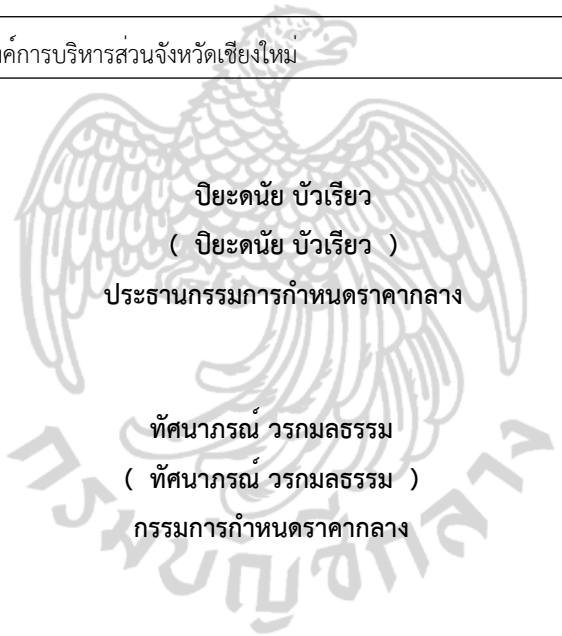 ค์การบริหารส่วนจังหวัดเชียงใหม่
ปิยะดนัย บัวเรียว
( ปิยะดนัย บัวเรียว )
ประธานกรรมการกำหนดราคากลาง
ทัศนาภรณ์ วรกมลธรรม
( ทัศนาภรณ์ วรกมลธรรม )
กรรมการกำหนดราคากลาง
กรมบัญชีกลาง